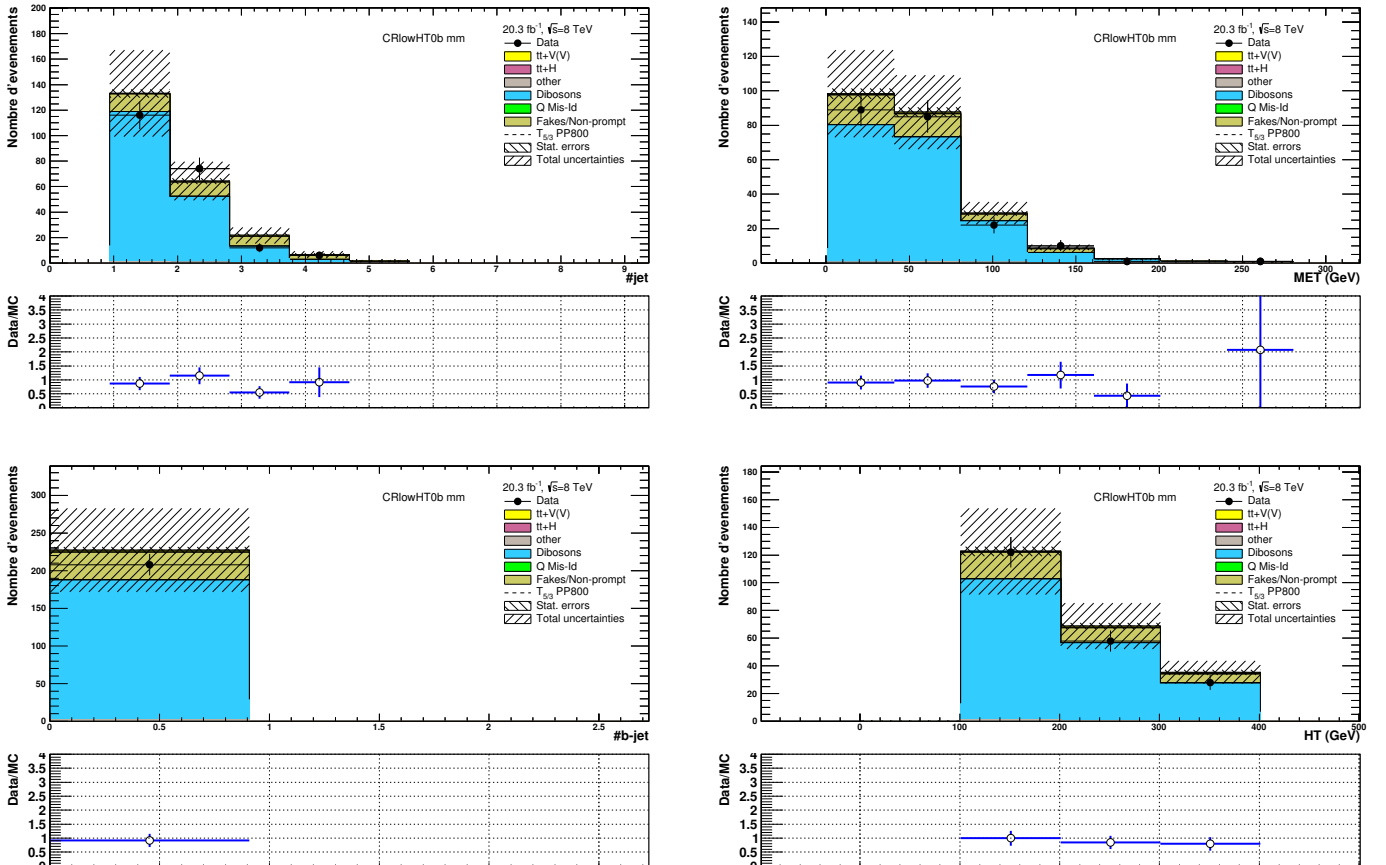 Nombre d'evenements
200
180
160
140
120
100
80
60
40
20
0
CRlowHT0b mm
20.3 fb-1, √s=8 TeV
Data
tt+V(V)
tt+H
other
Dibosons
Q Mis-Id
Fakes/Non-prompt
T5/3 PP800
Stat. errors
Total uncertainties
0 1 2 3 4 5 6 7 8 9
#jet
Data/MC
4
3.5
3
2.5
2
1.5
1
0.5
0
Nombre d'evenements
140
120
100
80
60
40
20
0
CRlowHT0b mm
20.3 fb-1, √s=8 TeV
Data
tt+V(V)
tt+H
other
Dibosons
Q Mis-Id
Fakes/Non-prompt
T5/3 PP800
Stat. errors
Total uncertainties
0 50 100 150 200 250 300
MET (GeV)
Data/MC
4
3.5
3
2.5
2
1.5
1
0.5
0
Nombre d'evenements
300
250
200
150
100
50
0
CRlowHT0b mm
20.3 fb-1, √s=8 TeV
Data
tt+V(V)
tt+H
other
Dibosons
Q Mis-Id
Fakes/Non-prompt
T5/3 PP800
Stat. errors
Total uncertainties
0 0.5 1 1.5 2 2.5
#b-jet
Data/MC
4
3.5
3
2.5
2
1.5
1
0.5
0
Nombre d'evenements
180
160
140
120
100
80
60
40
20
0
CRlowHT0b mm
20.3 fb-1, √s=8 TeV
Data
tt+V(V)
tt+H
other
Dibosons
Q Mis-Id
Fakes/Non-prompt
T5/3 PP800
Stat. errors
Total uncertainties
0 100 200 300 400 500
HT (GeV)
Data/MC
4
3.5
3
2.5
2
1.5
1
0.5
0